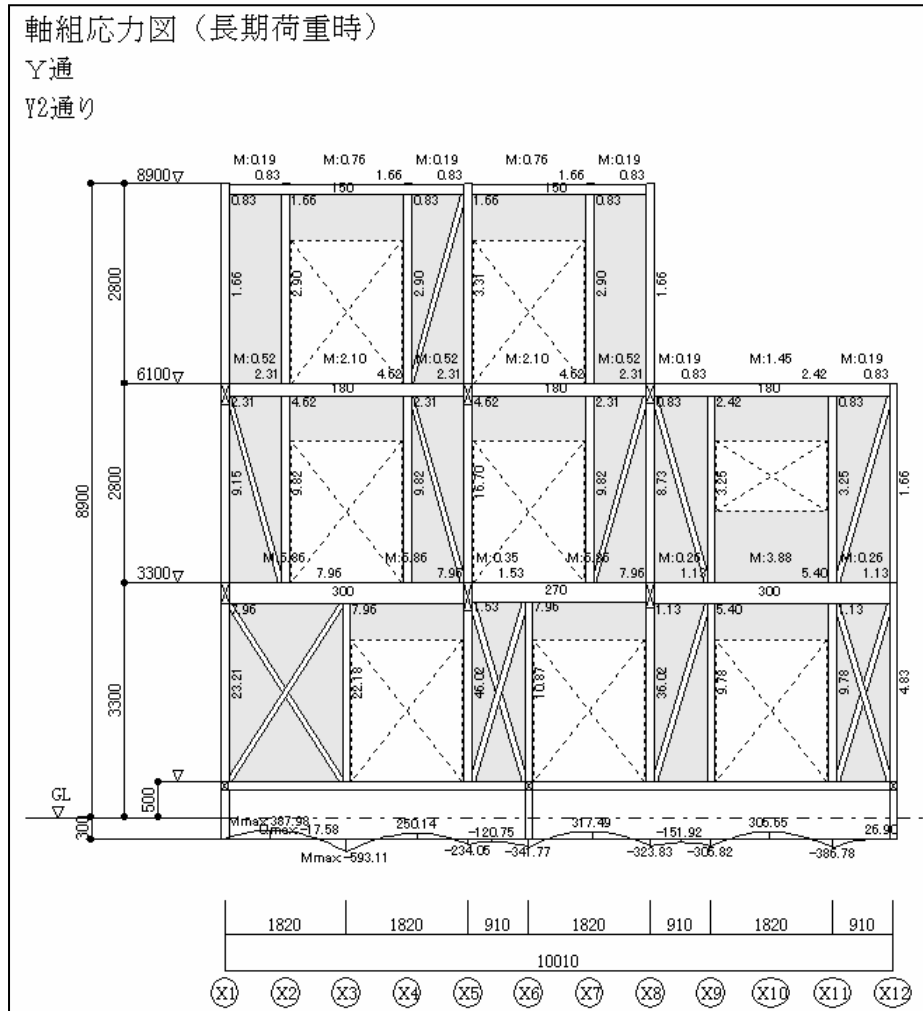 軸組応力図（長期荷重時）
Y通
Y2通り
M:0.19 M:0.76 M:0.19 M:0.76 M:0.19
8900 0.83 1.66 0.83 1.66 0.83
150 150
0.83 1.66 0.83 1.66 0.83
2800 1.66 2.90 2.90 3.31 2.90 1.66
M:0.52 M:2.10 M:0.52 M:2.10 M:0.52 M:0.19 M:1.45 M:0.19
6100 2.31 4.62 2.31 4.62 2.31 0.83 2.42 0.83
180 180 180
2.31 4.62 2.31 4.62 2.31 0.83 2.42 0.83
8900 2800 9.15 9.82 9.82 16.70 9.82 8.73 3.25 3.25 1.66
M:5.86 M:5.86 M:0.35 M:5.86 M:0.26 M:3.88 M:0.26
3300 7.96 7.96 1.53 7.96 1.13 5.40 1.13
300 270 300
7.96 7.96 1.53 7.96 1.13 5.40 1.13
3300 23.21 22.18 46.02 10.87 36.02 9.78 9.78 4.83
GL 500
300
Mmax-387.98 250.14 317.49 305.65
Qmax-17.58 -120.75 -151.92 26.90
Mmax-593.11 -234.05 -341.77 -323.83 -305.82 -386.78
1820 1820 910 1820 910 1820 910
10010
X1 X2 X3 X4 X5 X6 X7 X8 X9 X10 X11 X12